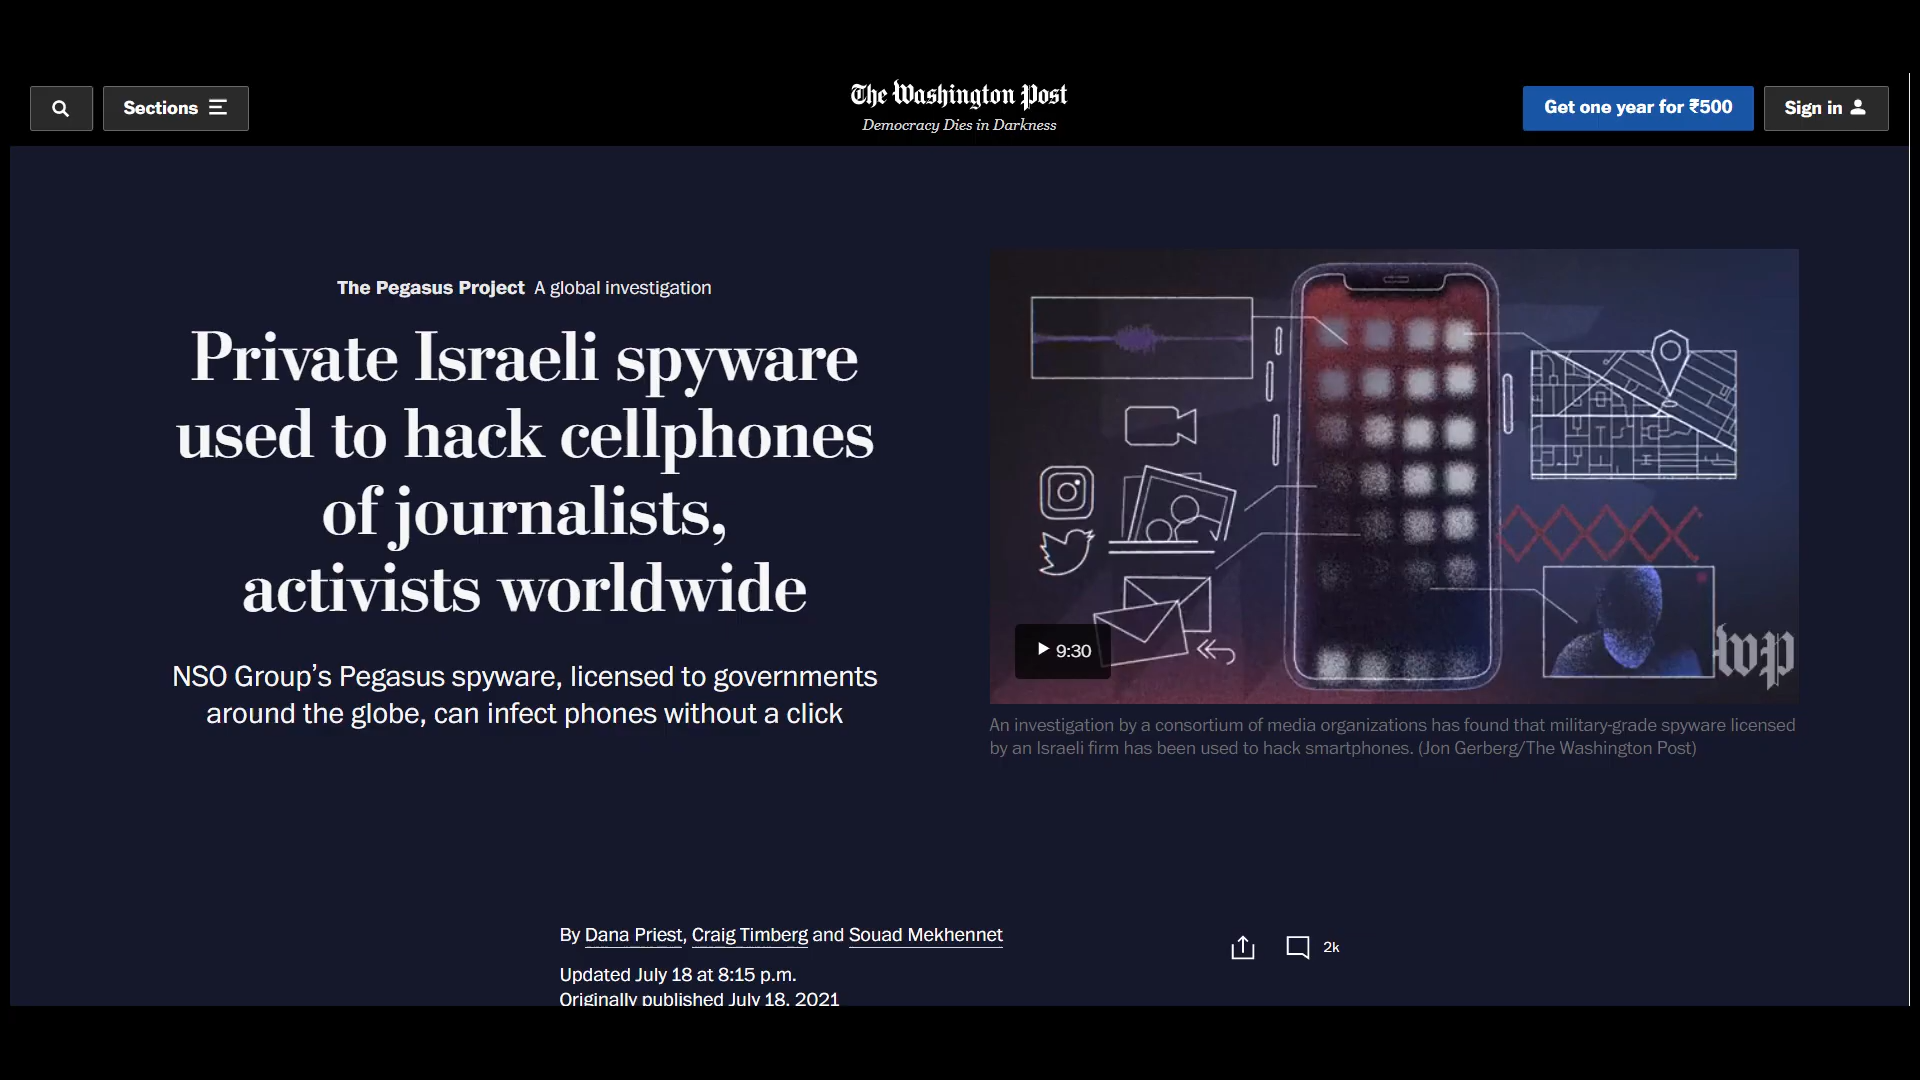 Sections
The Washington Post
Democracy Dies in Darkness
Get one year for ₹500
Sign in
The Pegasus Project A global investigation
Private Israeli spyware
used to hack cellphones
of journalists,
activists worldwide
NSO Group’s Pegasus spyware, licensed to governments
around the globe, can infect phones without a click
9:30
wp
An investigation by a consortium of media organizations has found that military-grade spyware licensed
by an Israeli firm has been used to hack smartphones. (Jon Gerberg/The Washington Post)
By Dana Priest, Craig Timberg and Souad Mekhennet
2k
Updated July 18 at 8:15 p.m.
Originally published July 18, 2021